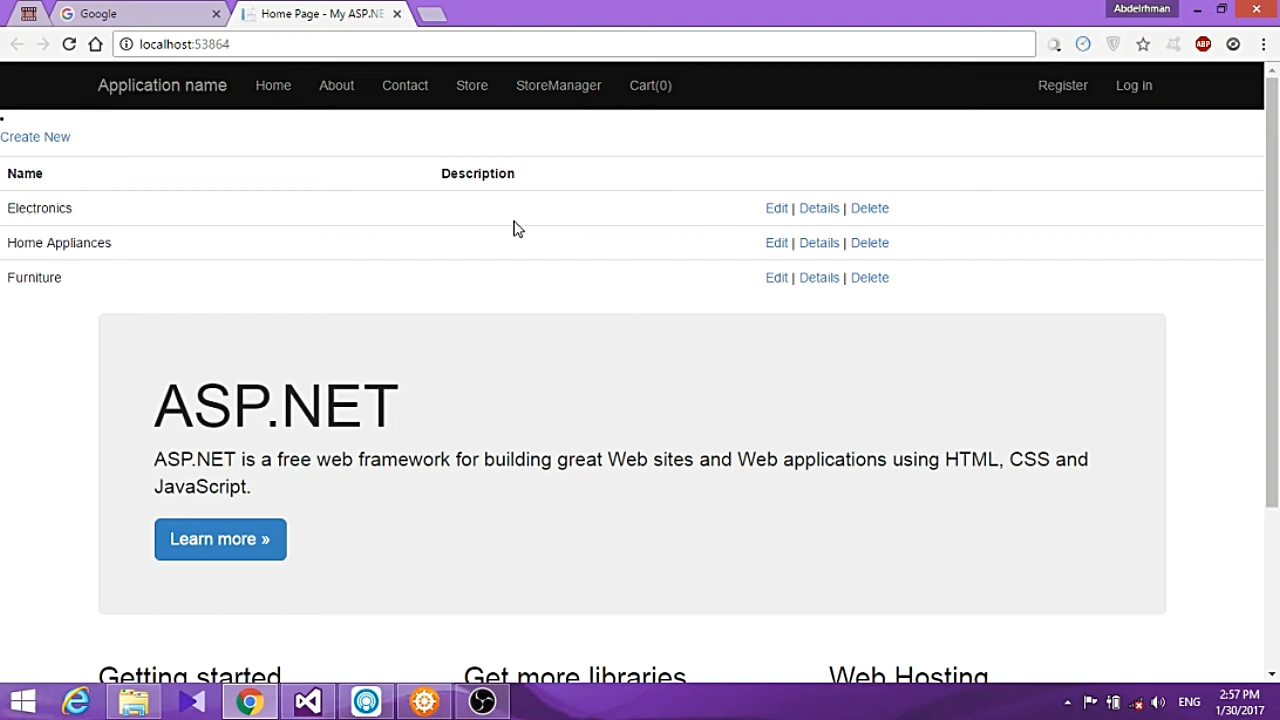 Google
Home Page - My ASP.NE
Abdelrhman
localhost:53864
ABP
Application name Home About Contact Store StoreManager Cart(0) Register Log in
Create New
Name Description
Electronics Edit | Details | Delete
Home Appliances Edit | Details | Delete
Furniture Edit | Details | Delete
ASP.NET
ASP.NET is a free web framework for building great Web sites and Web applications using HTML, CSS and
JavaScript.
Learn more »
Getting started Get more libraries Web Hosting
ENG
2:57 PM
1/30/2017